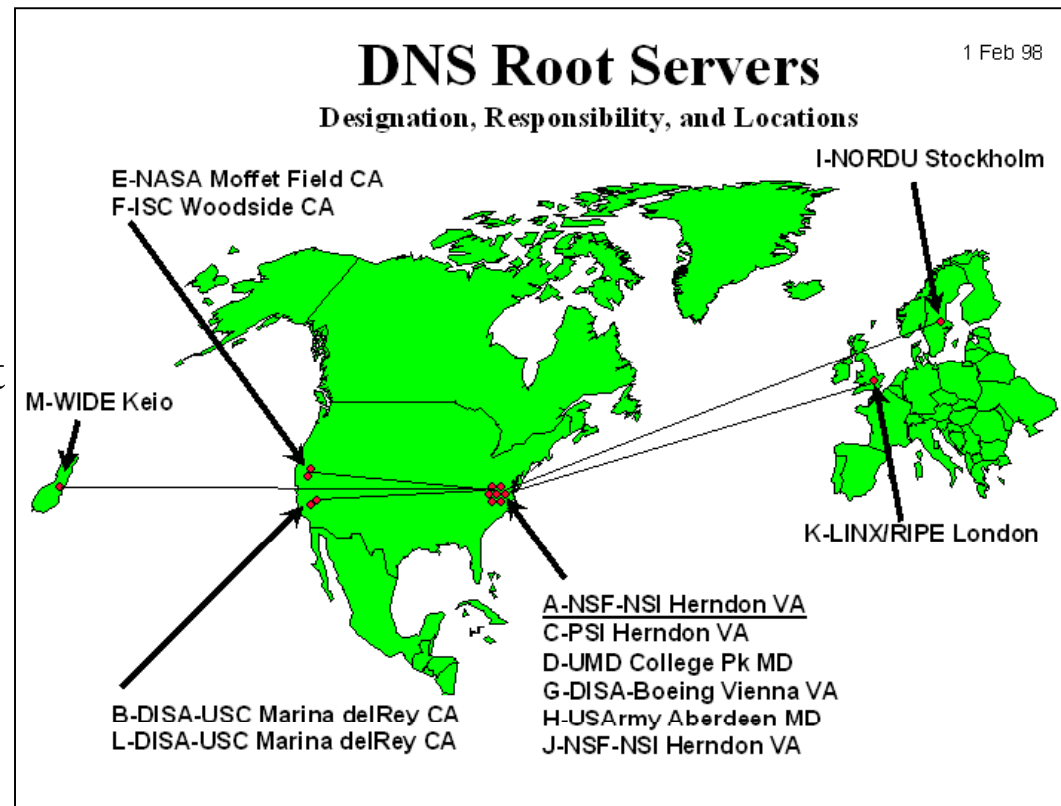 DNS Root Servers
1 Feb 98
Designation, Responsibility, and Locations
I-NORDU Stockholm
E-NASA Moffet Field CA
F-ISC Woodside CA
t
M-WIDE Keio
K-LINX/RIPE London
A-NSF-NSI Herndon VA
C-PSI Herndon VA
D-UMD College Pk MD
G-DISA-Boeing Vienna VA
H-USArmy Aberdeen MD
J-NSF-NSI Herndon VA
B-DISA-USC Marina delRey CA
L-DISA-USC Marina delRey CA